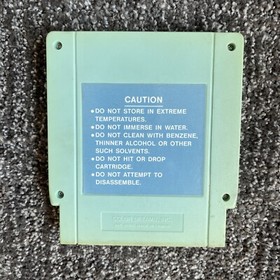 CAUTION
•DO NOT STORE IN EXTREME
TEMPERATURES.
•DO NOT IMMERSE IN WATER.
•DO NOT CLEAN WITH BENZENE,
THINNER ALCOHOL OR OTHER
SUCH SOLVENTS.
•DO NOT HIT OR DROP
CARTRIDGE.
•DO NOT ATTEMPT TO
DISASSEMBLE.